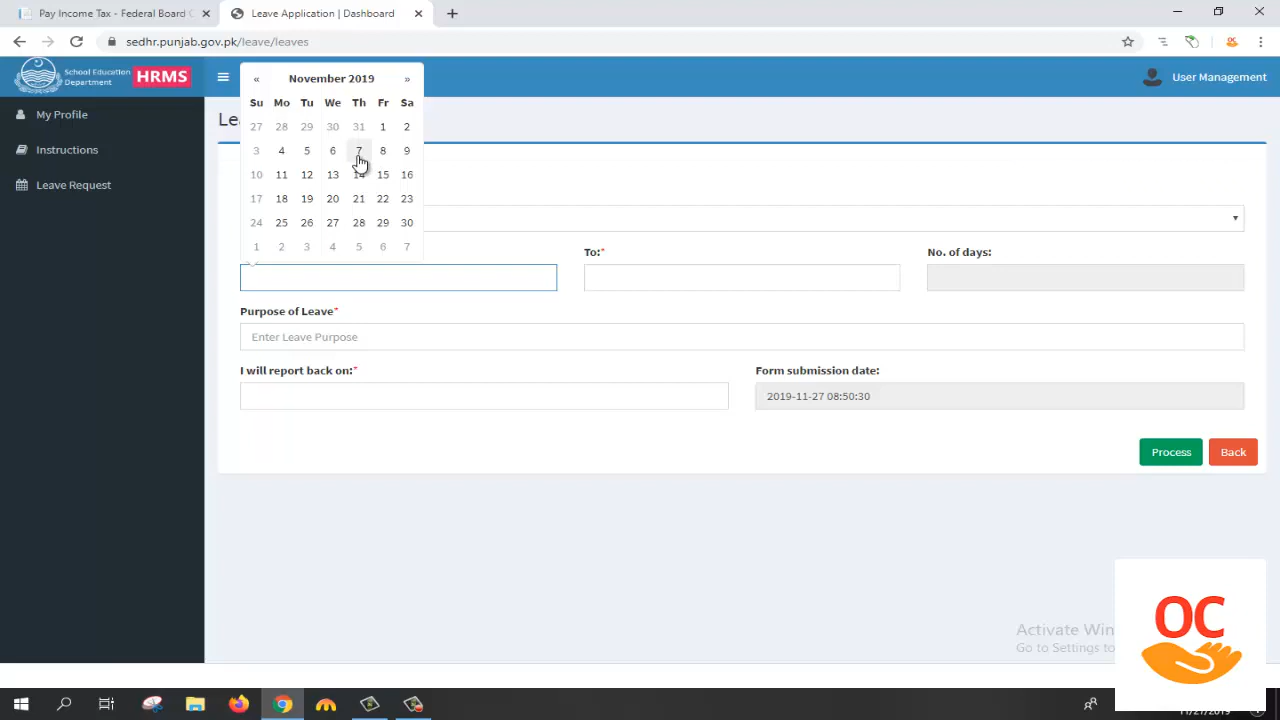 Pay Income Tax - Federal Board
Leave Application | Dashboard
sedhr.punjab.gov.pk/leave/leaves
OC
School Education
Department
HRMS
User Management
My Profile
Instructions
Leave Request
Le
« November 2019 »
Su Mo Tu We Th Fr Sa
27 28 29 30 31 1 2
3 4 5 6 7 8 9
10 11 12 13 14 15 16
17 18 19 20 21 22 23
24 25 26 27 28 29 30
1 2 3 4 5 6 7
To:*
No. of days:
Purpose of Leave*
Enter Leave Purpose
I will report back on:*
Form submission date:
2019-11-27 08:50:30
Process
Back
Activate Win
Go to Settings to
OC
11/27/2019